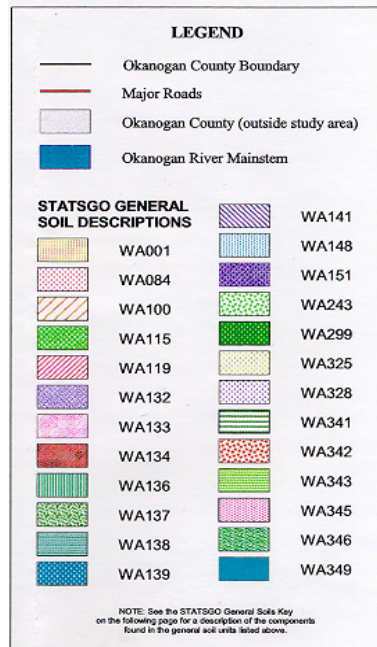 LEGEND
Okanogan County Boundary
Major Roads
Okanogan County (outside study area)
Okanogan River Mainstem
STATSGO GENERAL
SOIL DESCRIPTIONS
WA001
WA084
WA100
WA115
WA119
WA132
WA133
WA134
WA136
WA137
WA138
WA139
WA141
WA148
WA151
WA243
WA299
WA325
WA328
WA341
WA342
WA343
WA345
WA346
WA349
NOTE: See the STATSGO General Soils Key
on the following page for a description of the components
found in the general soil units listed above.